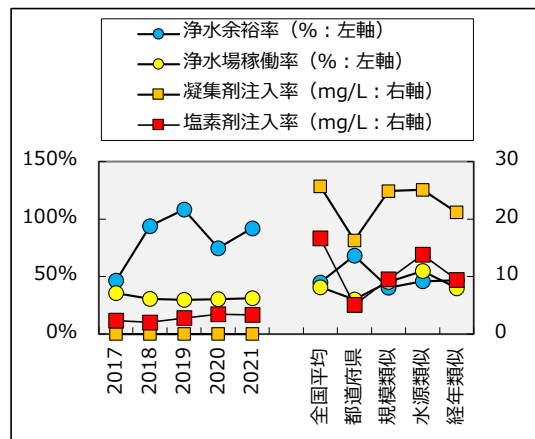 浄水余裕率（%：左軸）
浄水場稼働率（%：左軸）
凝集剤注入率（mg/L：右軸）
塩素剤注入率（mg/L：右軸）
150%
100%
50%
0%
30
20
10
0
2017
2018
2019
2020
2021
全国平均
都道府県
規模類似
水源類似
経年類似